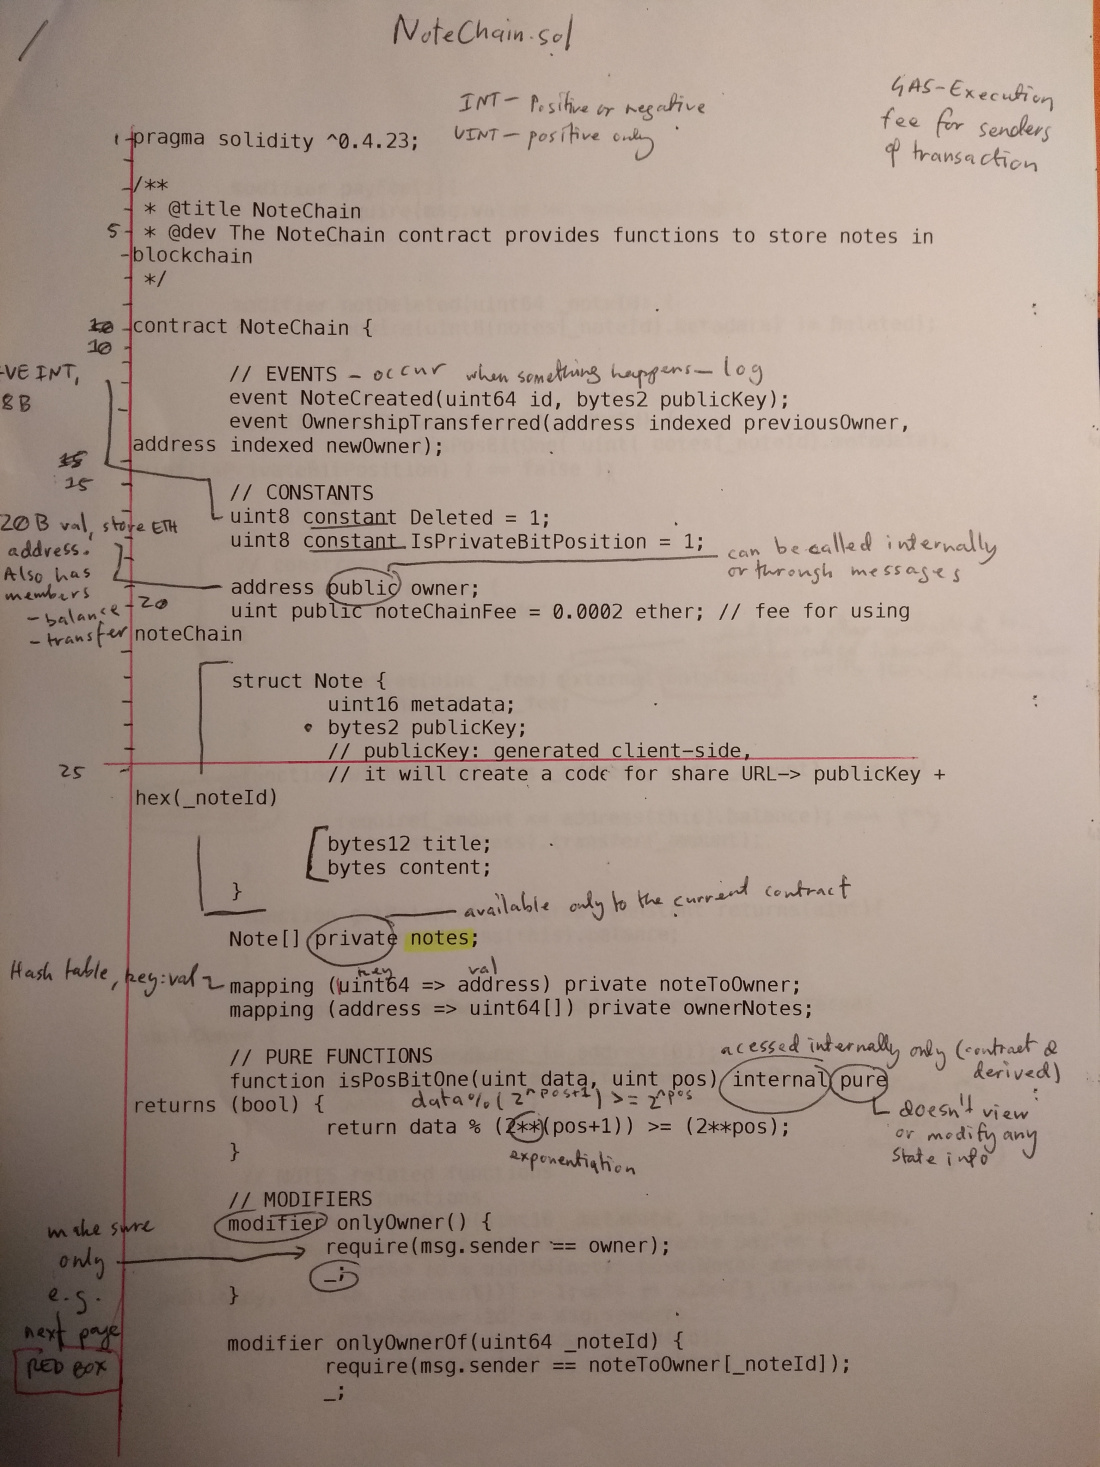 NoteChain.sol
INT - Positive or negative
UINT - positive only
GAS - Execution
fee for senders
of transaction
1 pragma solidity ^0.4.23;
/**
* @title NoteChain
5 * @dev The NoteChain contract provides functions to store notes in
blockchain
*/
10 contract NoteChain {
10
-VE INT,
8B
// EVENTS - occur when something happens - log
event NoteCreated(uint64 id, bytes2 publicKey);
event OwnershipTransferred(address indexed previousOwner,
address indexed newOwner);
15
15
// CONSTANTS
uint8 constant Deleted = 1;
uint8 constant IsPrivateBitPosition = 1;
20B val, store ETH
address.
Also has
members
- balance
- transfer
can be called internally
or through messages
address public owner;
20
uint public noteChainFee = 0.0002 ether; // fee for using
noteChain
struct Note {
uint16 metadata;
bytes2 publicKey;
// publicKey: generated client-side,
25
// it will create a code for share URL-> publicKey +
hex(_noteId)
bytes12 title;
bytes content;
}
available only to the current contract
Note[] private notes;
Hash table, key:val
key val
mapping (uint64 => address) private noteToOwner;
mapping (address => uint64[]) private ownerNotes;
acessed internally only (contract &
derived)
// PURE FUNCTIONS
function isPosBitOne(uint data, uint pos) internal pure
returns (bool) {
data%(2^pos+1) >= 2^pos
doesn't view
or modify any
state info
return data % (2**(pos+1)) >= (2**pos);
exponentiation
}
// MODIFIERS
modifier onlyOwner() {
make sure
only
e.g.
next page
RED BOX
require(msg.sender == owner);
_;
}
modifier onlyOwnerOf(uint64 _noteId) {
require(msg.sender == noteToOwner[_noteId]);
_;